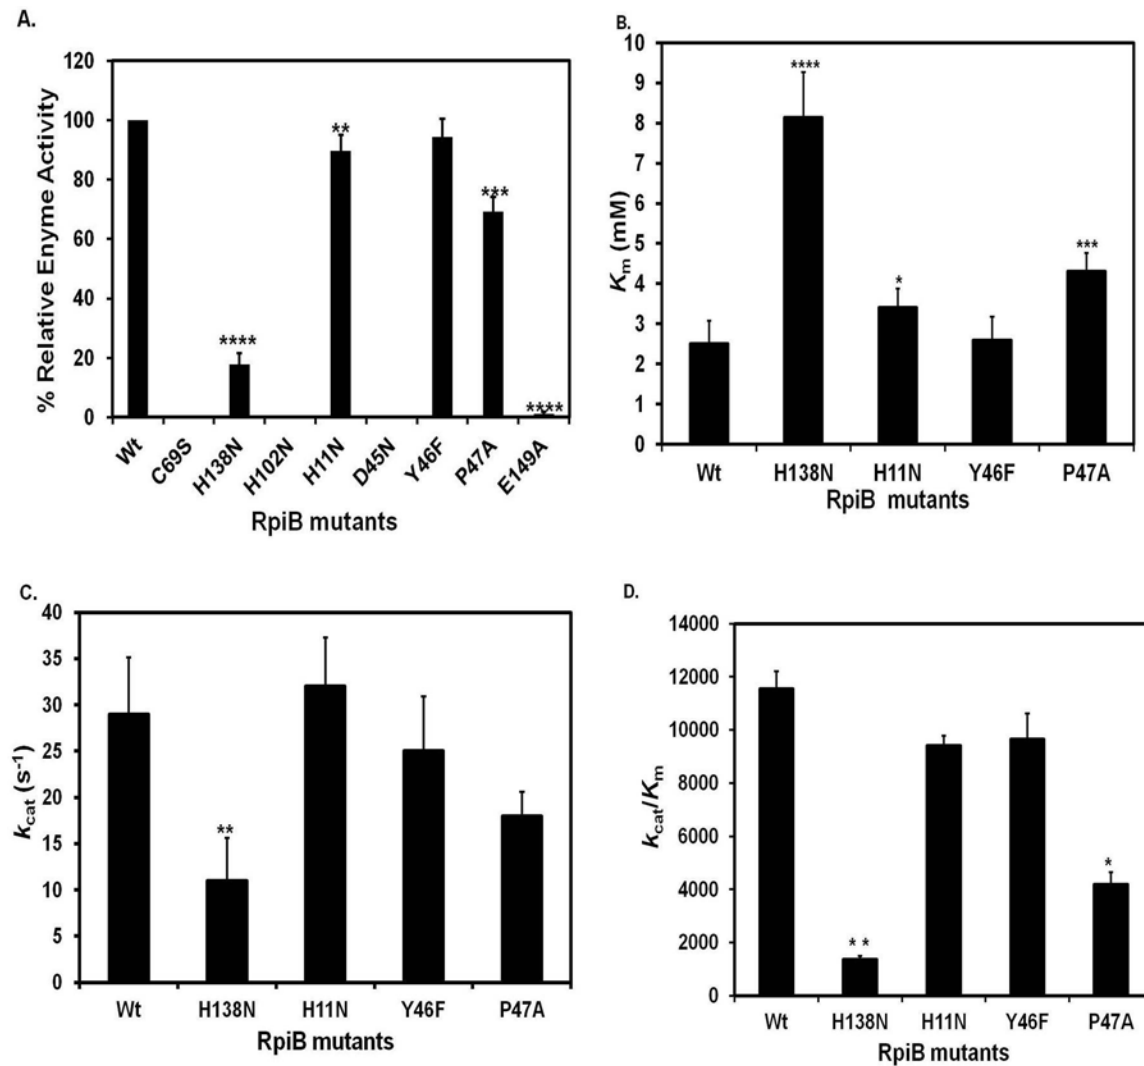 A.
% Relative Enyme Activity
120
100
80
60
40
20
0
**
***
****
****
Wt
C69S
H138N
H102N
H11N
D45N
Y46F
P47A
E149A
RpiB mutants
B.
Km (mM)
10
9
8
7
6
5
4
3
2
1
0
****
*
***
Wt H138N H11N Y46F P47A
RpiB mutants
C.
kcat (s-1)
40
35
30
25
20
15
10
5
0
**
Wt H138N H11N Y46F P47A
RpiB mutants
D.
kcat/Km
14000
12000
10000
8000
6000
4000
2000
0
* *
*
Wt H138N H11N Y46F P47A
RpiB mutants